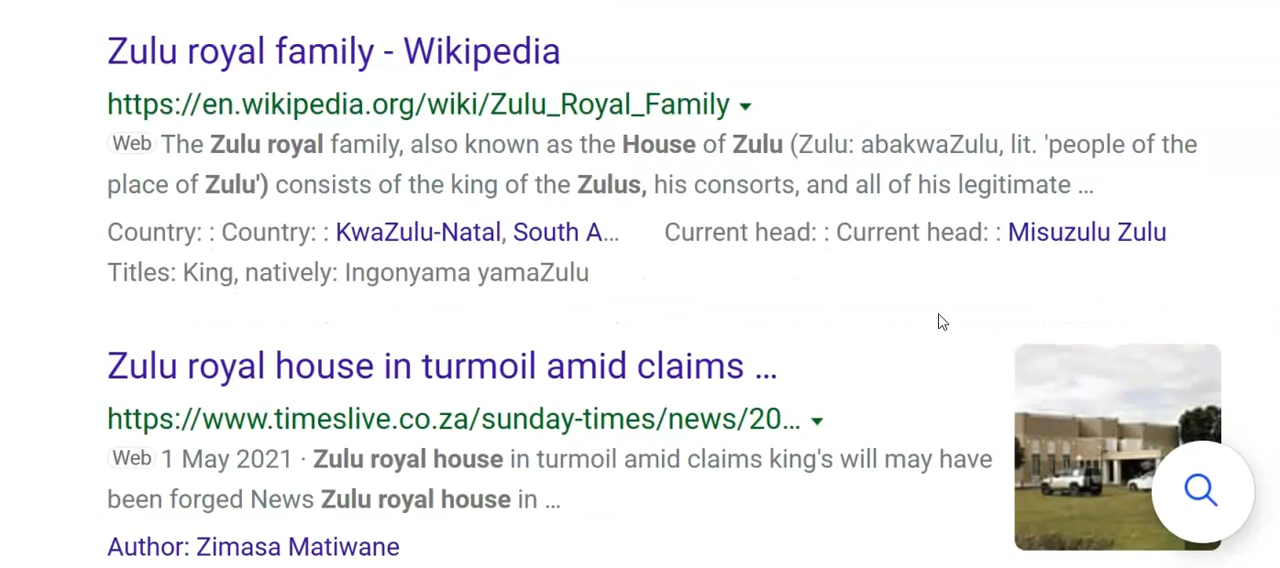 Zulu royal family - Wikipedia
https://en.wikipedia.org/wiki/Zulu_Royal_Family
Web The Zulu royal family, also known as the House of Zulu (Zulu: abakwaZulu, lit. 'people of the
place of Zulu') consists of the king of the Zulus, his consorts, and all of his legitimate ...
Country: : Country: : KwaZulu-Natal, South A... Current head: : Current head: : Misuzulu Zulu
Titles: King, natively: Ingonyama yamaZulu
Zulu royal house in turmoil amid claims ...
https://www.timeslive.co.za/sunday-times/news/20...
Web 1 May 2021 · Zulu royal house in turmoil amid claims king's will may have
been forged News Zulu royal house in ...
Author: Zimasa Matiwane